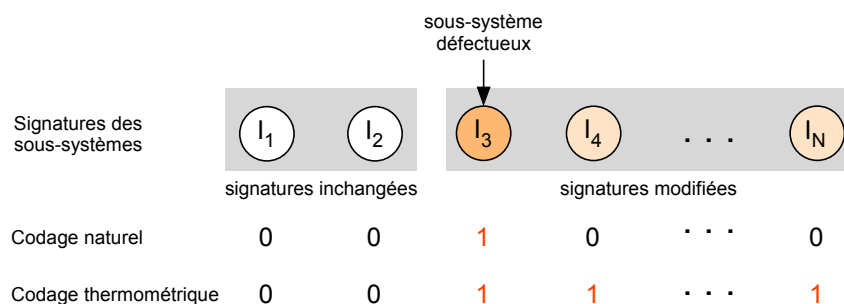 sous-système
défectueux
Signatures des
sous-systèmes
I1 I2 I3 I4 . . . IN
signatures inchangées signatures modifiées
Codage naturel 0 0 1 0 . . . 0
Codage thermométrique 0 0 1 1 . . . 1